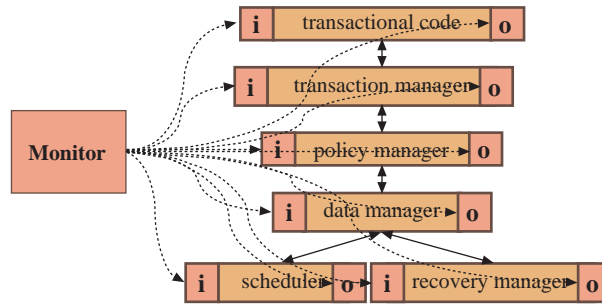 i transactional code o
i transaction manager o
i policy manager o
Monitor
i data manager o
i scheduler o i recovery manager o